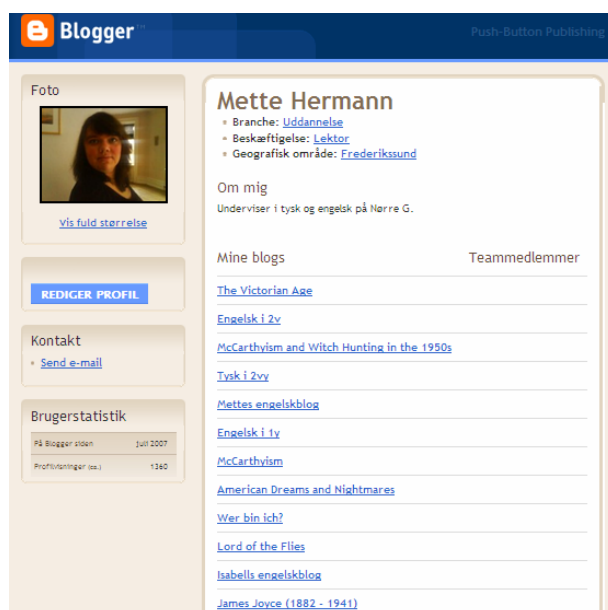 Blogger™
Push-Button Publishing
Foto
Vis fuld størrelse
REDIGER PROFIL
Kontakt
Send e-mail
Brugerstatistik
På Blogger siden juli 2007
Profilvisninger (ca.) 1360
Mette Hermann
Branche: Uddannelse
Beskæftigelse: Lektor
Geografisk område: Frederikssund
Om mig
Underviser i tysk og engelsk på Nørre G.
Mine blogs Teammedlemmer
The Victorian Age
Engelsk i 2v
McCarthyism and Witch Hunting in the 1950s
Tysk i 2vy
Mettes engelskblog
Engelsk i 1y
McCarthyism
American Dreams and Nightmares
Wer bin ich?
Lord of the Flies
Isabells engelskblog
James Joyce (1882 - 1941)